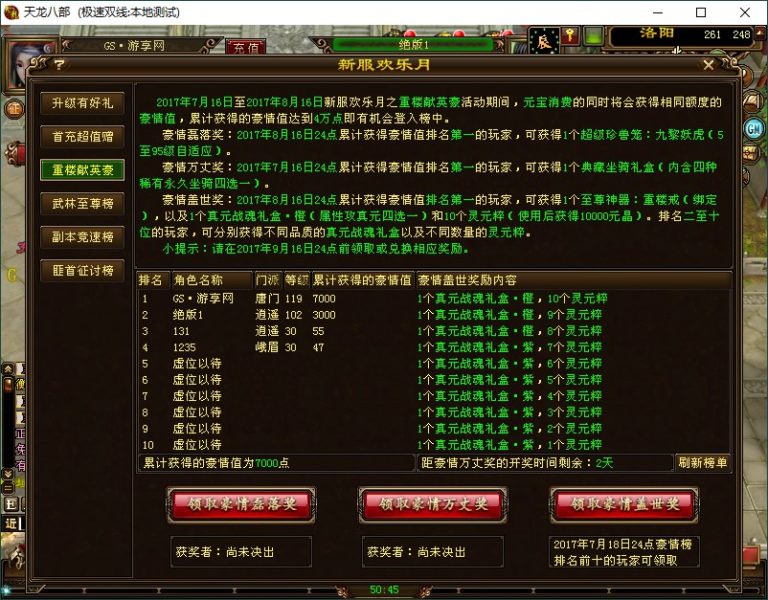 天龙八部 (极速双线:本地测试)
GS·游享网
充值
绝版1
辰
洛阳
261 248
?
新服欢乐月
升级有好礼
首充超值赠
重楼献英豪
武林至尊榜
副本竞速榜
匪首征讨榜
2017年7月16日至2017年8月16日新服欢乐月之重楼献英豪活动期间，元宝消费的同时将会获得相同额度的
豪情值，累计获得的豪情值达到4万点即有机会登入榜中。
豪情磊落奖：2017年8月24点累计获得豪情值排名第一的玩家，可获得1个超级珍兽笼：九黎妖虎（5
至95级自适应）。
豪情万丈奖：2017年7月24点累计获得豪情值排名第一的玩家，可获得1个典藏坐骑礼盒（内含四种
稀有永久坐骑四选一）。
豪情盖世奖：2017年8月24点累计获得豪情值排名第一的玩家，可获得1个至尊神器：重楼戒（绑定
），以及1个真元战魂礼盒·橙（属性攻真元四选一）和10个灵元粹（使用后获得10000元晶）。排名二至十
位的玩家，可分别获得不同品质的真元战魂礼盒以及不同数量的灵元粹。
小提示：请在2017年9月16日24点前领取或兑换相应奖励。
排名 角色名称 门派 等级 累计获得的豪情值 豪情盖世奖励内容
1 GS·游享网 唐门 119 7000 1个真元战魂礼盒·橙，10个灵元粹
2 绝版1 逍遥 102 3000 1个真元战魂礼盒·橙，9个灵元粹
3 131 逍遥 30 55 1个真元战魂礼盒·橙，8个灵元粹
4 1235 峨眉 30 47 1个真元战魂礼盒·紫，7个灵元粹
5 虚位以待 1个真元战魂礼盒·紫，6个灵元粹
6 虚位以待 1个真元战魂礼盒·紫，5个灵元粹
7 虚位以待 1个真元战魂礼盒·紫，4个灵元粹
8 虚位以待 1个真元战魂礼盒·紫，3个灵元粹
9 虚位以待 1个真元战魂礼盒·紫，2个灵元粹
10 虚位以待 1个真元战魂礼盒·紫，1个灵元粹
累计获得的豪情值为7000点
距豪情万丈奖的开奖时间剩余：2天
刷新榜单
领取豪情磊落奖
领取豪情万丈奖
领取豪情盖世奖
获奖者：尚未决出
获奖者：尚未决出
2017年7月18日24点豪情榜
排名前十的玩家可领取
GM
近
50:45